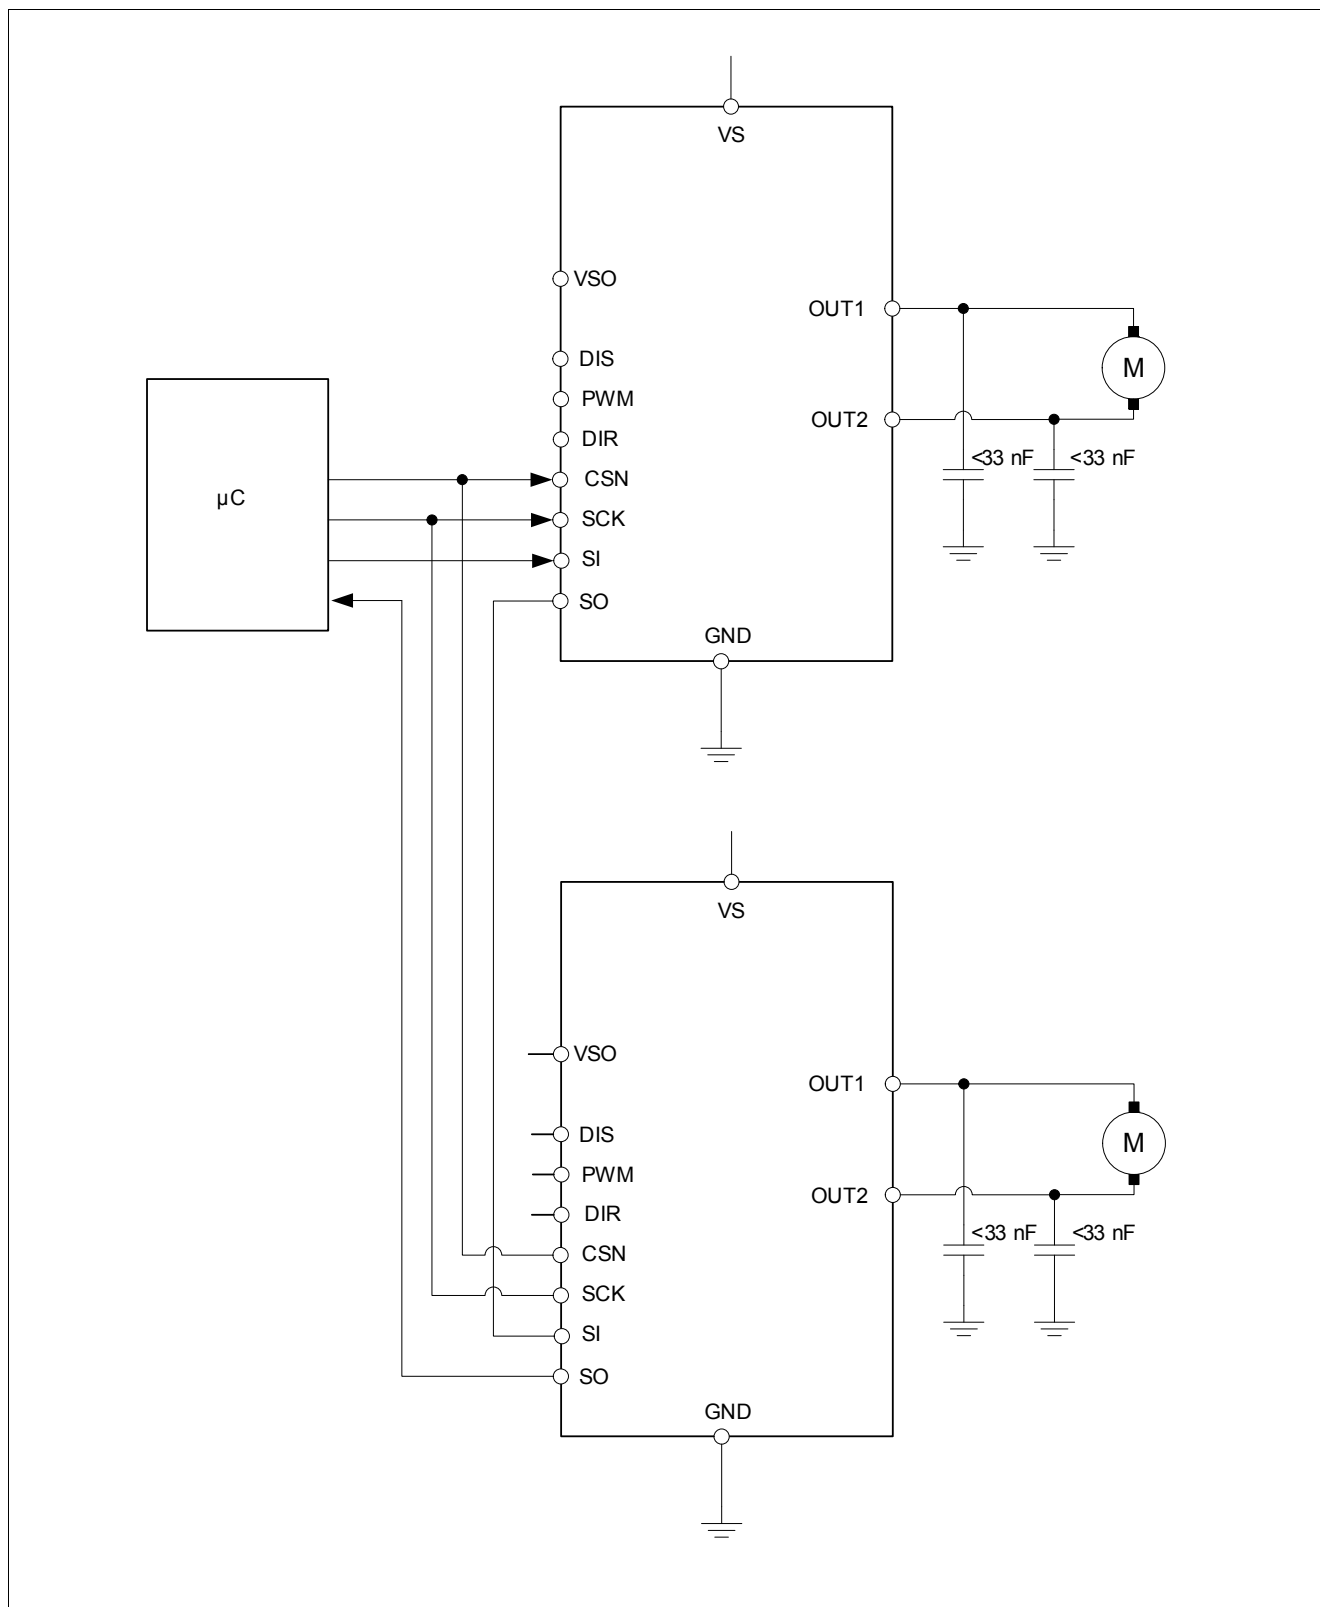 VS
VSO
OUT1
DIS
M
PWM
OUT2
DIR
<33 nF
<33 nF
CSN
µC
SCK
SI
SO
GND
VS
VSO
OUT1
DIS
M
PWM
OUT2
DIR
<33 nF
<33 nF
CSN
SCK
SI
SO
GND